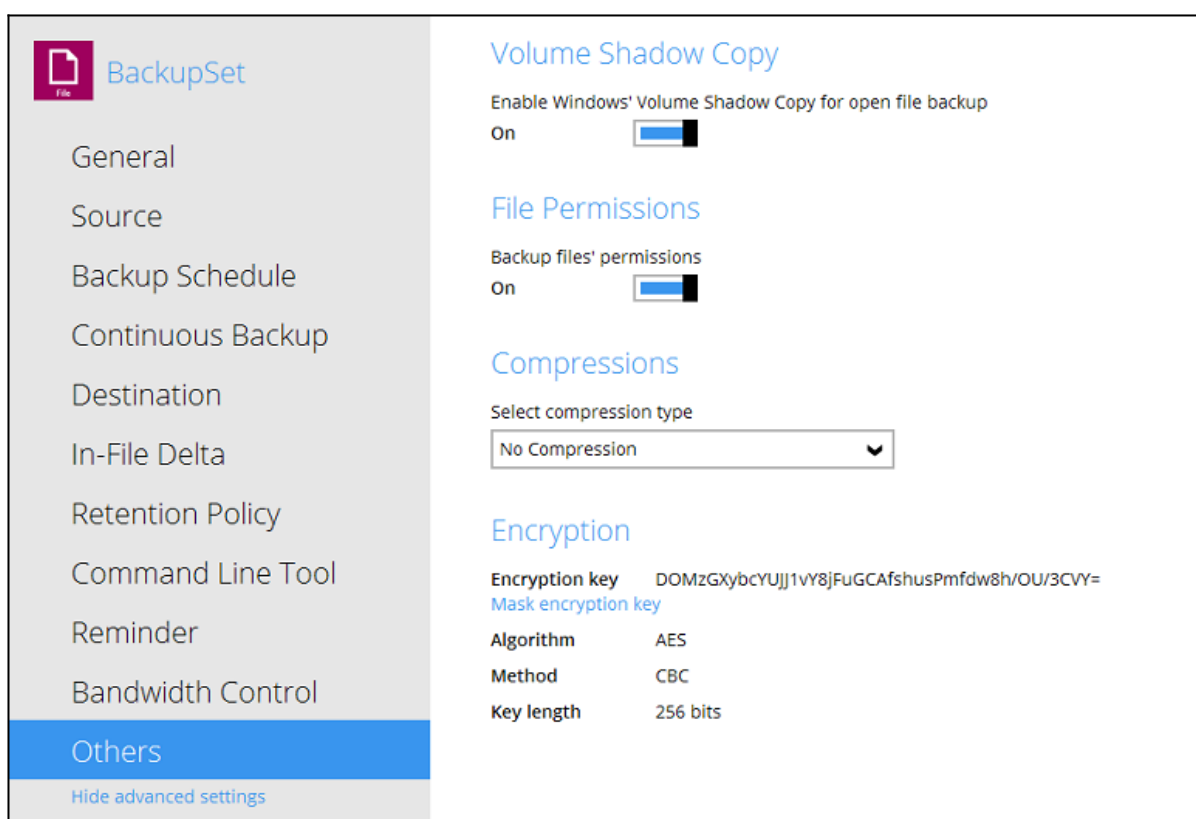 File
BackupSet
General
Source
Backup Schedule
Continuous Backup
Destination
In-File Delta
Retention Policy
Command Line Tool
Reminder
Bandwidth Control
Others
Hide advanced settings
Volume Shadow Copy
Enable Windows' Volume Shadow Copy for open file backup
On
File Permissions
Backup files' permissions
On
Compressions
Select compression type
No Compression
Encryption
Encryption key DOMzGXybcYUJJ1vY8jFuGCAfshusPmfdw8h/OU/3CVY=
Mask encryption key
Algorithm AES
Method CBC
Key length 256 bits